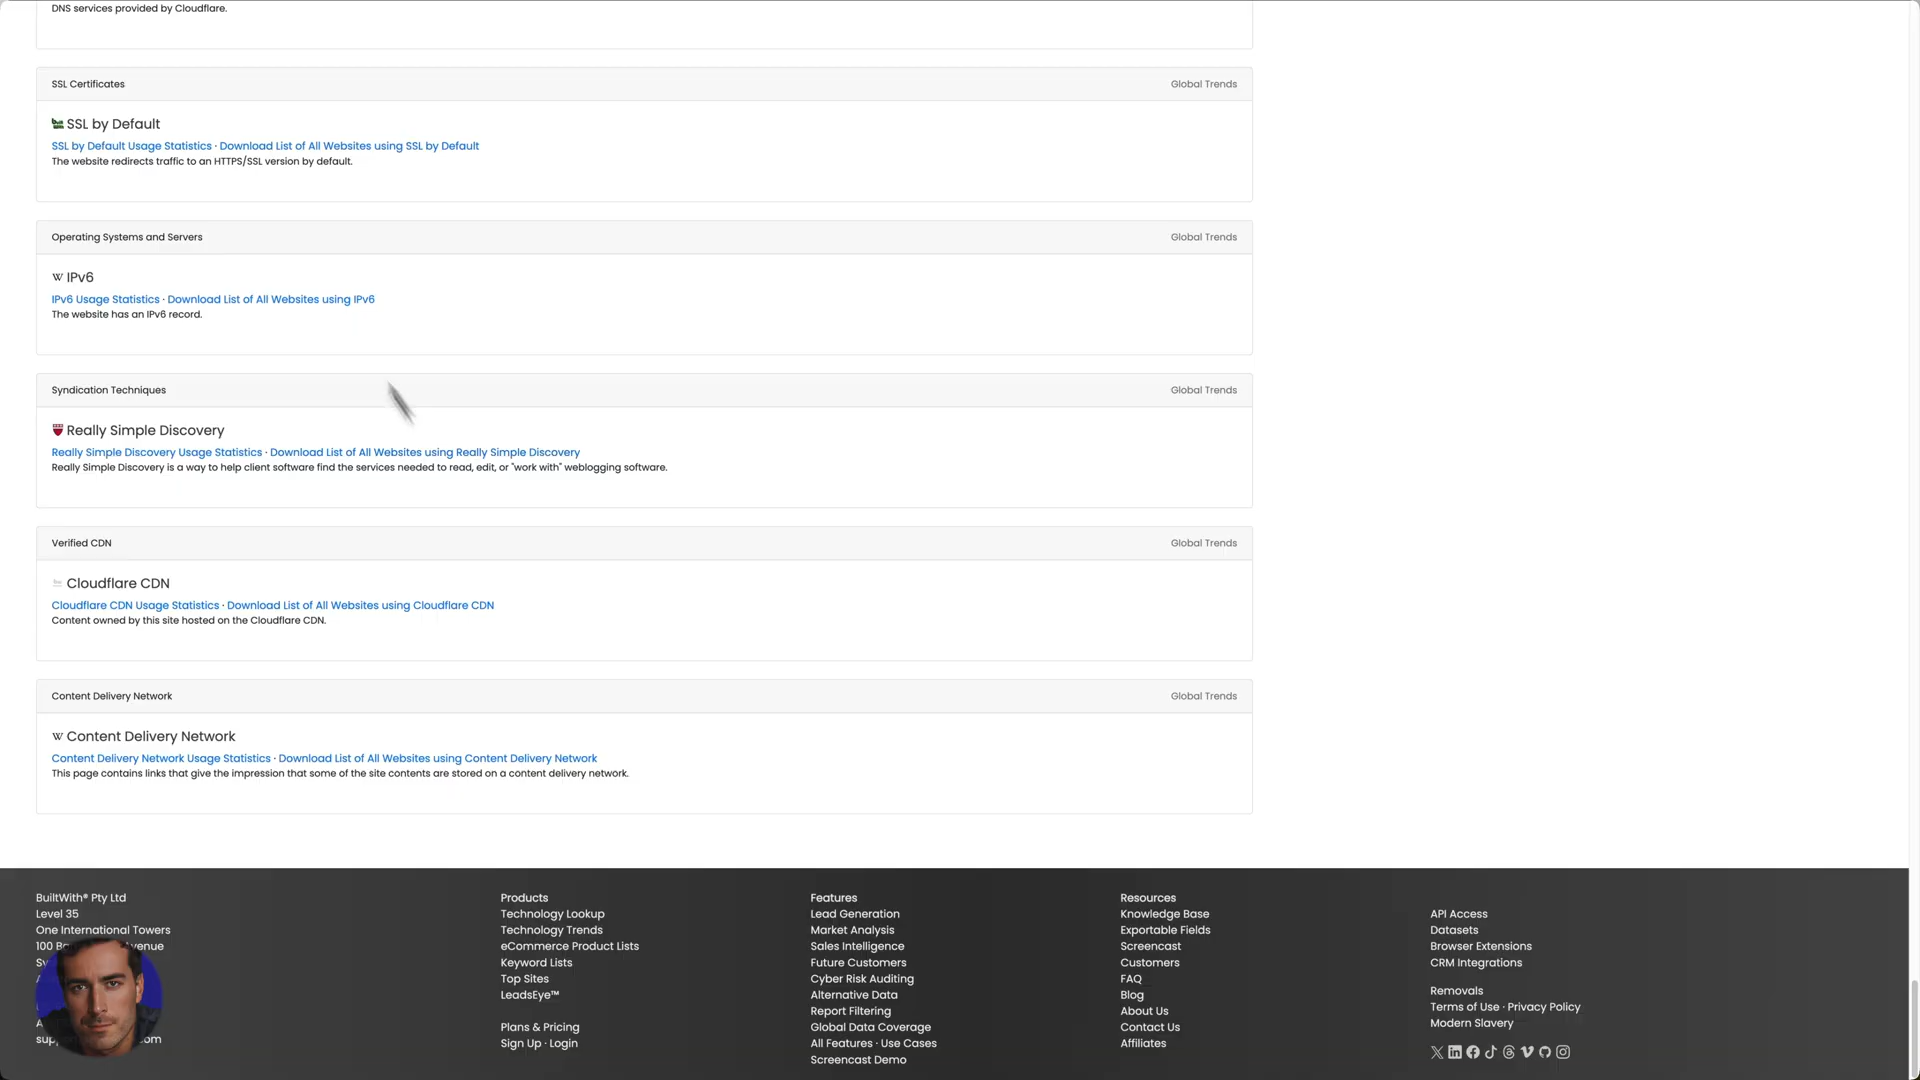 DNS services provided by Cloudflare.
SSL Certificates
Global Trends
SSL by Default
SSL by Default Usage Statistics · Download List of All Websites using SSL by Default
The website redirects traffic to an HTTPS/SSL version by default.
Operating Systems and Servers
Global Trends
IPv6
IPv6 Usage Statistics · Download List of All Websites using IPv6
The website has an IPv6 record.
Syndication Techniques
Global Trends
Really Simple Discovery
Really Simple Discovery Usage Statistics · Download List of All Websites using Really Simple Discovery
Really Simple Discovery is a way to help client software find the services needed to read, edit, or "work with" weblogging software.
Verified CDN
Global Trends
Cloudflare CDN
Cloudflare CDN Usage Statistics · Download List of All Websites using Cloudflare CDN
Content owned by this site hosted on the Cloudflare CDN.
Content Delivery Network
Global Trends
Content Delivery Network
Content Delivery Network Usage Statistics · Download List of All Websites using Content Delivery Network
This page contains links that give the impression that some of the site contents are stored on a content delivery network.
BuiltWith® Pty Ltd
Level 35
One International Towers
100
Products
Technology Lookup
Technology Trends
eCommerce Product Lists
Keyword Lists
Top Sites
LeadsEye™
Plans & Pricing
Sign Up · Login
Features
Lead Generation
Market Analysis
Sales Intelligence
Future Customers
Cyber Risk Auditing
Alternative Data
Report Filtering
Global Data Coverage
All Features · Use Cases
Screencast Demo
Resources
Knowledge Base
Exportable Fields
Screencast
Customers
FAQ
Blog
About Us
Contact Us
Affiliates
API Access
Datasets
Browser Extensions
CRM Integrations
Removals
Terms of Use · Privacy Policy
Modern Slavery